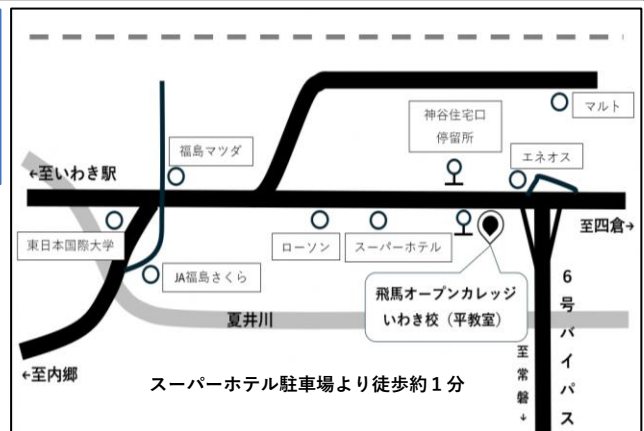 マルト
神谷住宅口
停留所
福島マツダ
エネオス
←至いわき駅
至四倉→
東日本国際大学
ローソン
スーパーホテル
JA福島さくら
飛馬オープンカレッジ
いわき校（平教室）
夏井川
6号バイパス
至常磐↓
←至内郷
スーパーホテル駐車場より徒歩約１分